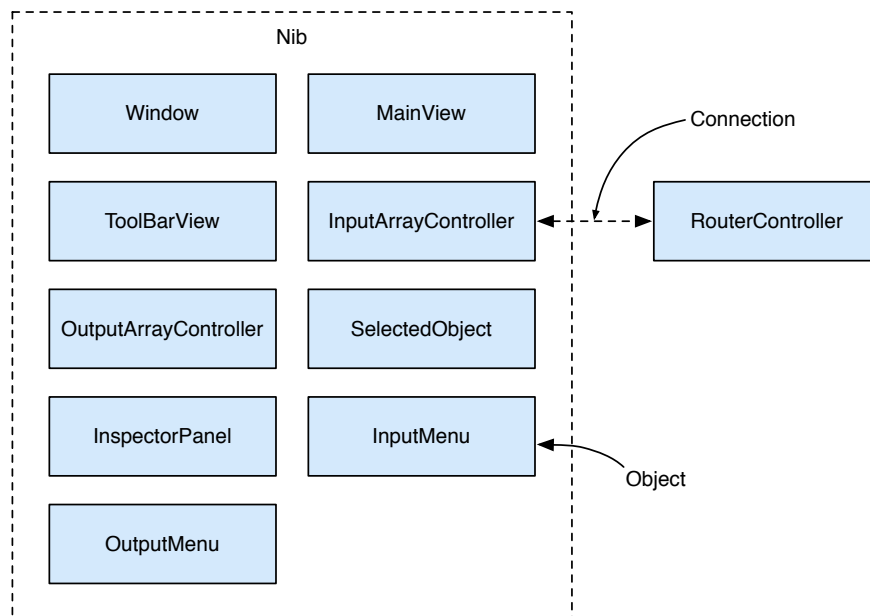 Nib
Window
MainView
Connection
ToolBarView
InputArrayController
RouterController
OutputArrayController
SelectedObject
InspectorPanel
InputMenu
Object
OutputMenu